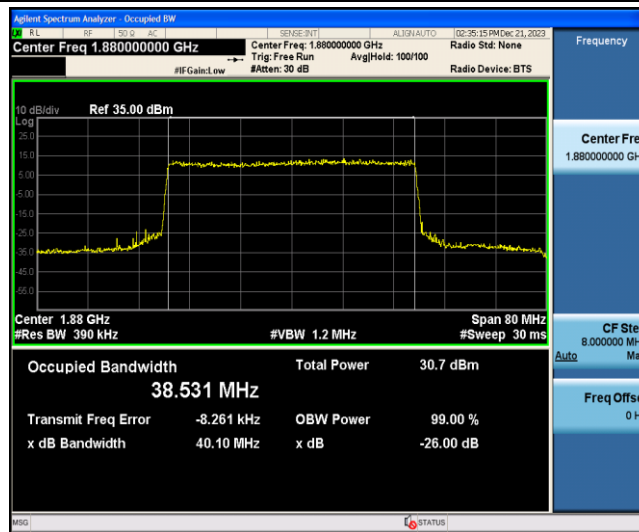 Agilent Spectrum Analyzer - Occupied BW
RL RF 50 Ω AC SENSE:INT ALIGNAUTO 02:35:15 PM Dec 21, 2023
Center Freq 1.880000000 GHz
Center Freq: 1.880000000 GHz Radio Std: None
Trig: Free Run Avg|Hold: 100/100
#IFGain:Low #Atten: 30 dB Radio Device: BTS
Frequency
10 dB/div Ref 35.00 dBm
Log
25.0
15.0
5.00
-5.00
-15.0
-25.0
-35.0
-45.0
-55.0
Center Fre
1.880000000 GH
Center 1.88 GHz Span 80 MHz
#Res BW 390 kHz #VBW 1.2 MHz #Sweep 30 ms
CF Ste
8.000000 MH
Auto Ma
Occupied Bandwidth Total Power 30.7 dBm
38.531 MHz
Transmit Freq Error -8.261 kHz OBW Power 99.00 %
x dB Bandwidth 40.10 MHz x dB -26.00 dB
Freq Offs
0 H
MSG STATUS